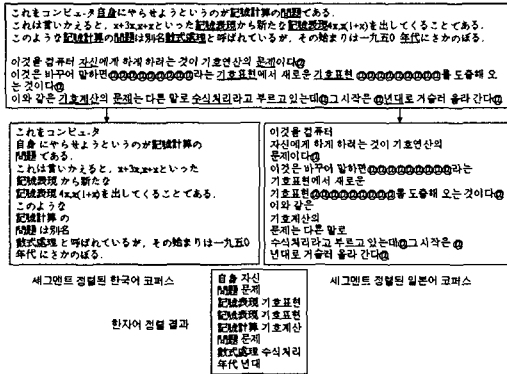 これをコンピュ-タ自身にやらせようというのが記號計算の問題である.
これは言いかえると, x+3x,x+xといった記號表現から新たな記號表現4x,x(1+x)を出してくることである.
このような記號計算の問題は別名數式處理と呼ばれているが, その始まりは一九五0 年代にさかのぼる.
이것을 컴퓨터 자신에게 하게 하려는 것이 기호연산의 문제이다@
이것은 바꾸어 말하면@@@@@@@@@라는 기호표현에서 새로운 기호표현 @@@@@@@@@를 도출해 오
는 것이다@
이와 같은 기호계산의 문제는 다른 말로 수식처리라고 부르고 있는데@그 시작은 @년대로 거슬러 올라 간다@
これをコンピュ-タ
自身にやらせようというのが記號計算の
問題である.
これは言いかえると, x+3x,x+xといった
記號表現から新たな
記號表現4x,x(1+x)を出してくることである.
このような
記號計算の
問題は別名
數式處理と呼ばれているが, その始まりは一九五0
年代にさかのぼる.
이것을 컴퓨터
자신에게 하게 하려는 것이 기호연산의
문제이다@
이것은 바꾸어 말하면@@@@@@@@@라는
기호표현에서 새로운
기호표현 @@@@@@@@@를 도출해 오는 것이다@
이와 같은
기호계산의
문제는 다른 말로
수식처리라고 부르고 있는데@그 시작은 @
년대로 거슬러 올라 간다@
세그멘트 정렬된 한국어 코퍼스
세그멘트 정렬된 일본어 코퍼스
한자어 정렬 결과
自身 자신
問題 문제
記號表現 기호표현
記號表現 기호표현
記號計算 기호계산
問題 문제
數式處理 수식처리
年代 년대